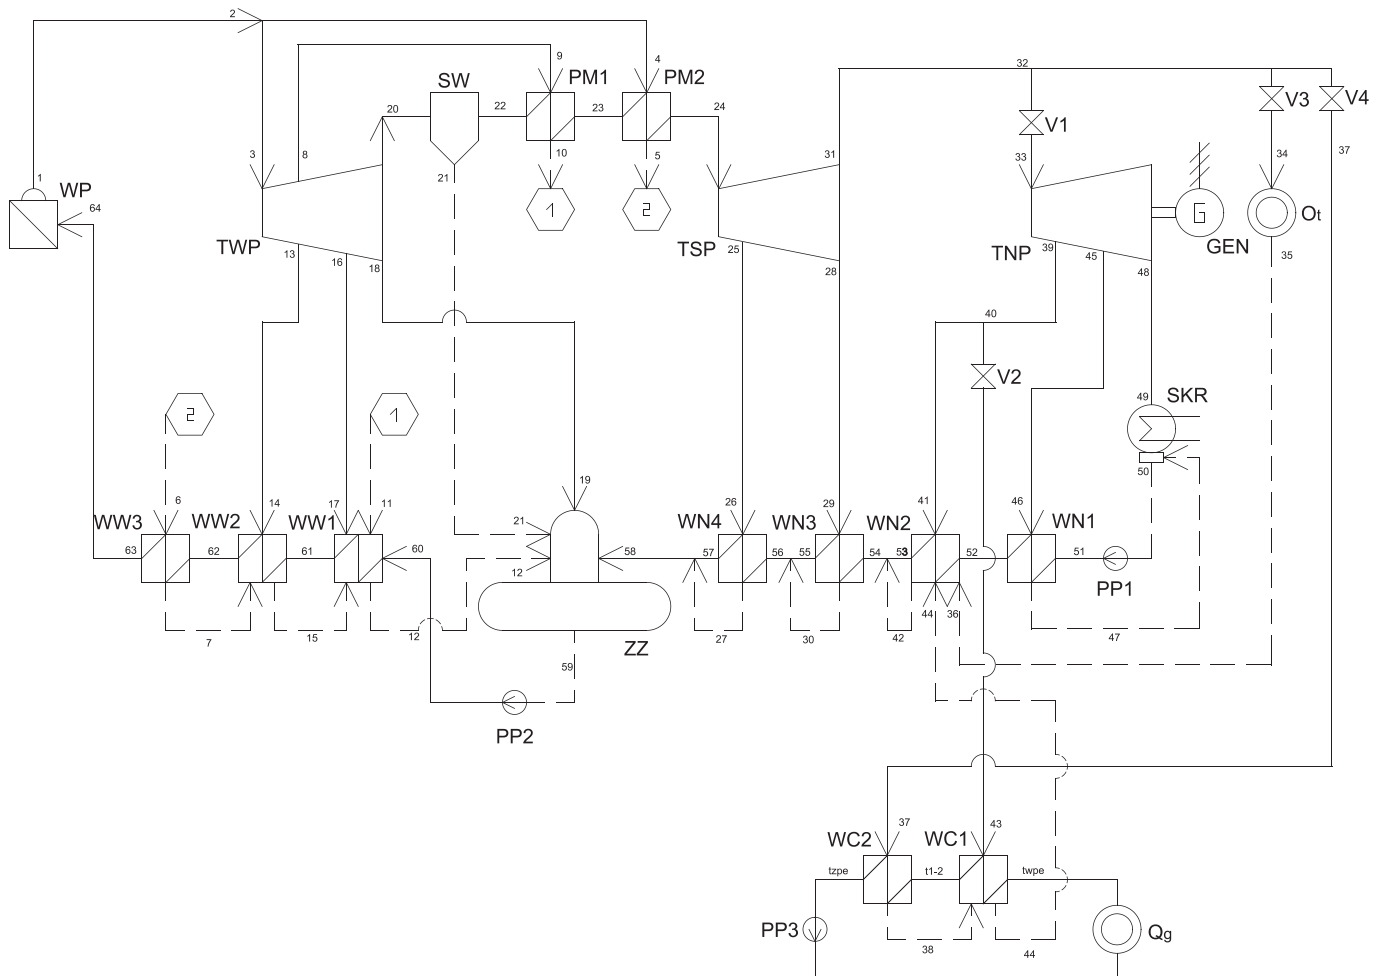 2
32
9
4
SW
PM1
PM2
V3
V4
20
22
23
24
V1
3
8
10
5
31
33
34
37
1
WP
21
64
1
2
G
Ot
TWP
TSP
TNP
GEN
13
16
18
25
28
39
45
48
35
40
V2
2
1
49
SKR
50
6
14
17
11
19
26
29
41
46
WW3
WW2
WW1
21
WN4
WN3
WN2
WN1
63
62
61
60
58
57
56
55
54
53
52
51
12
PP1
7
15
12
27
30
42
44
36
47
ZZ
59
PP2
37
43
WC2
WC1
tzpe
t1-2
twpe
PP3
Qg
38
44